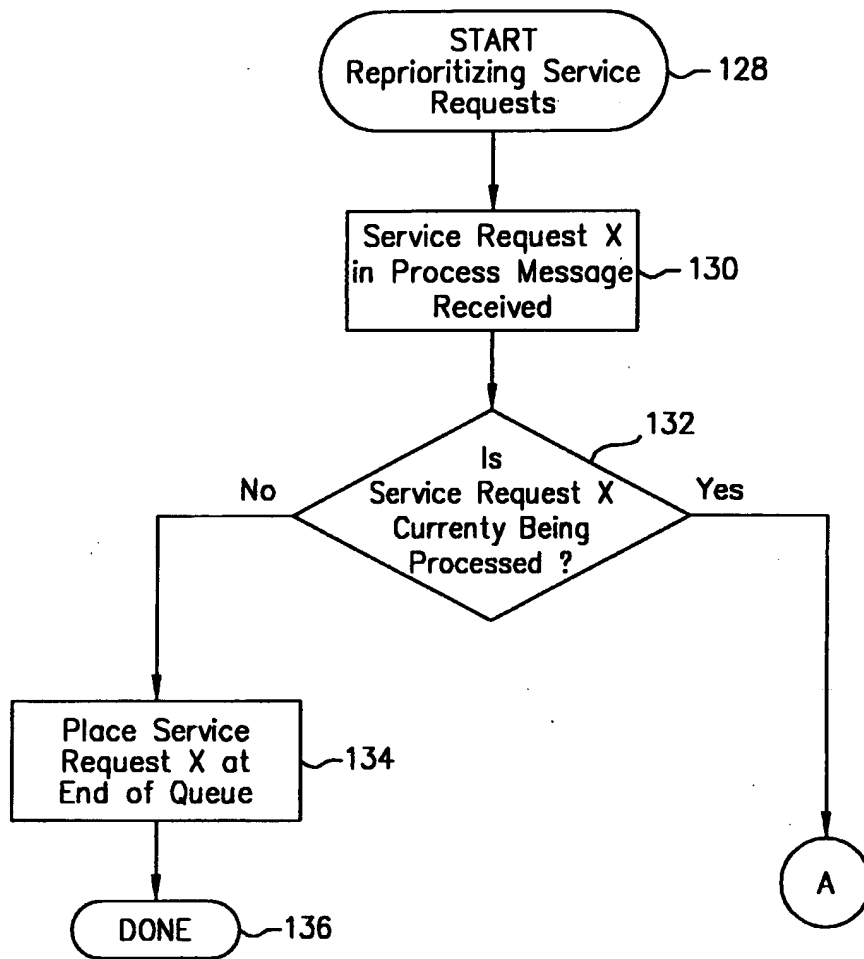 START
Reprioritizing Service
Requests
128
Service Request X
in Process Message
Received
130
132
Is
Service Request X
Currenty Being
Processed ?
No
Yes
Place Service
Request X at
End of Queue
134
A
DONE
136